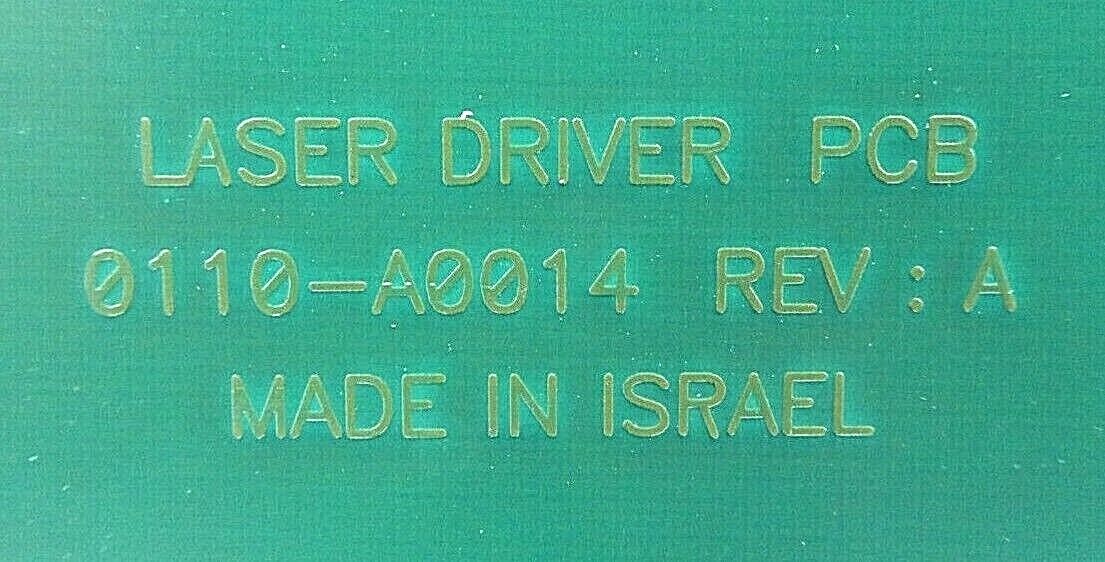 LASER DRIVER PCB
0110-A0014 REV : A
MADE IN ISRAEL